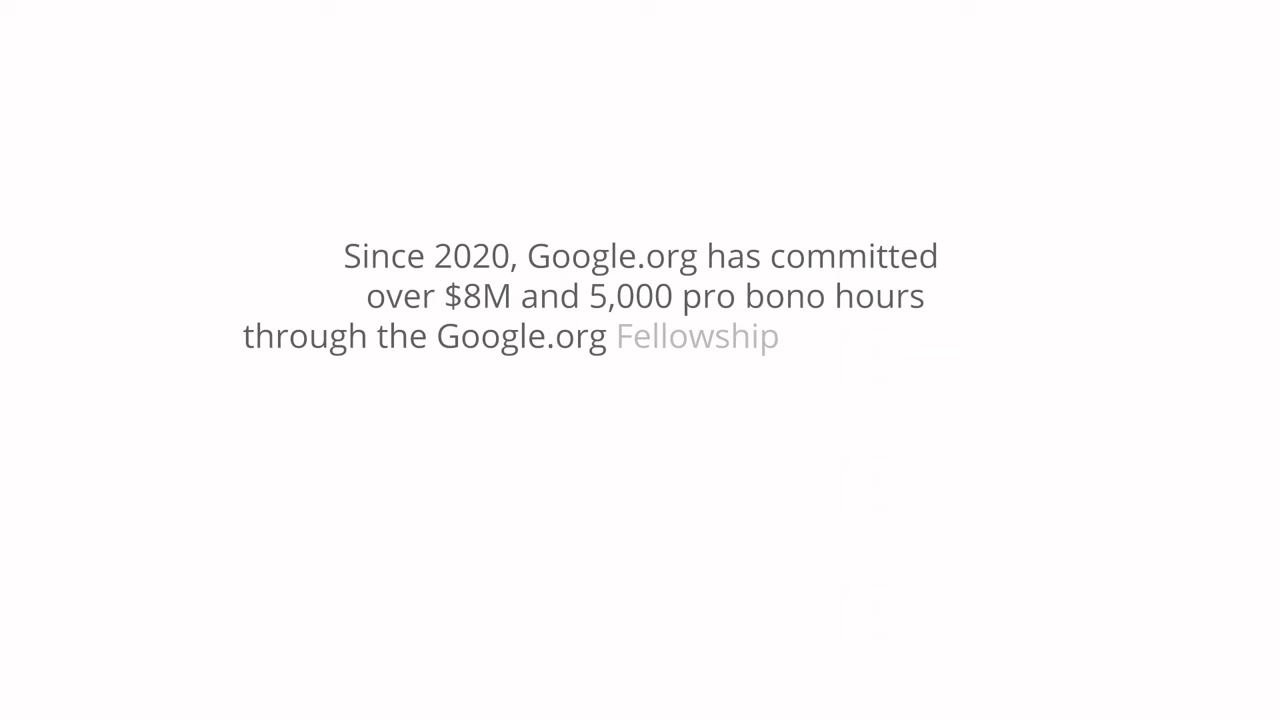 Since 2020, Google.org has committed
over $8M and 5,000 pro bono hours
through the Google.org Fellowship